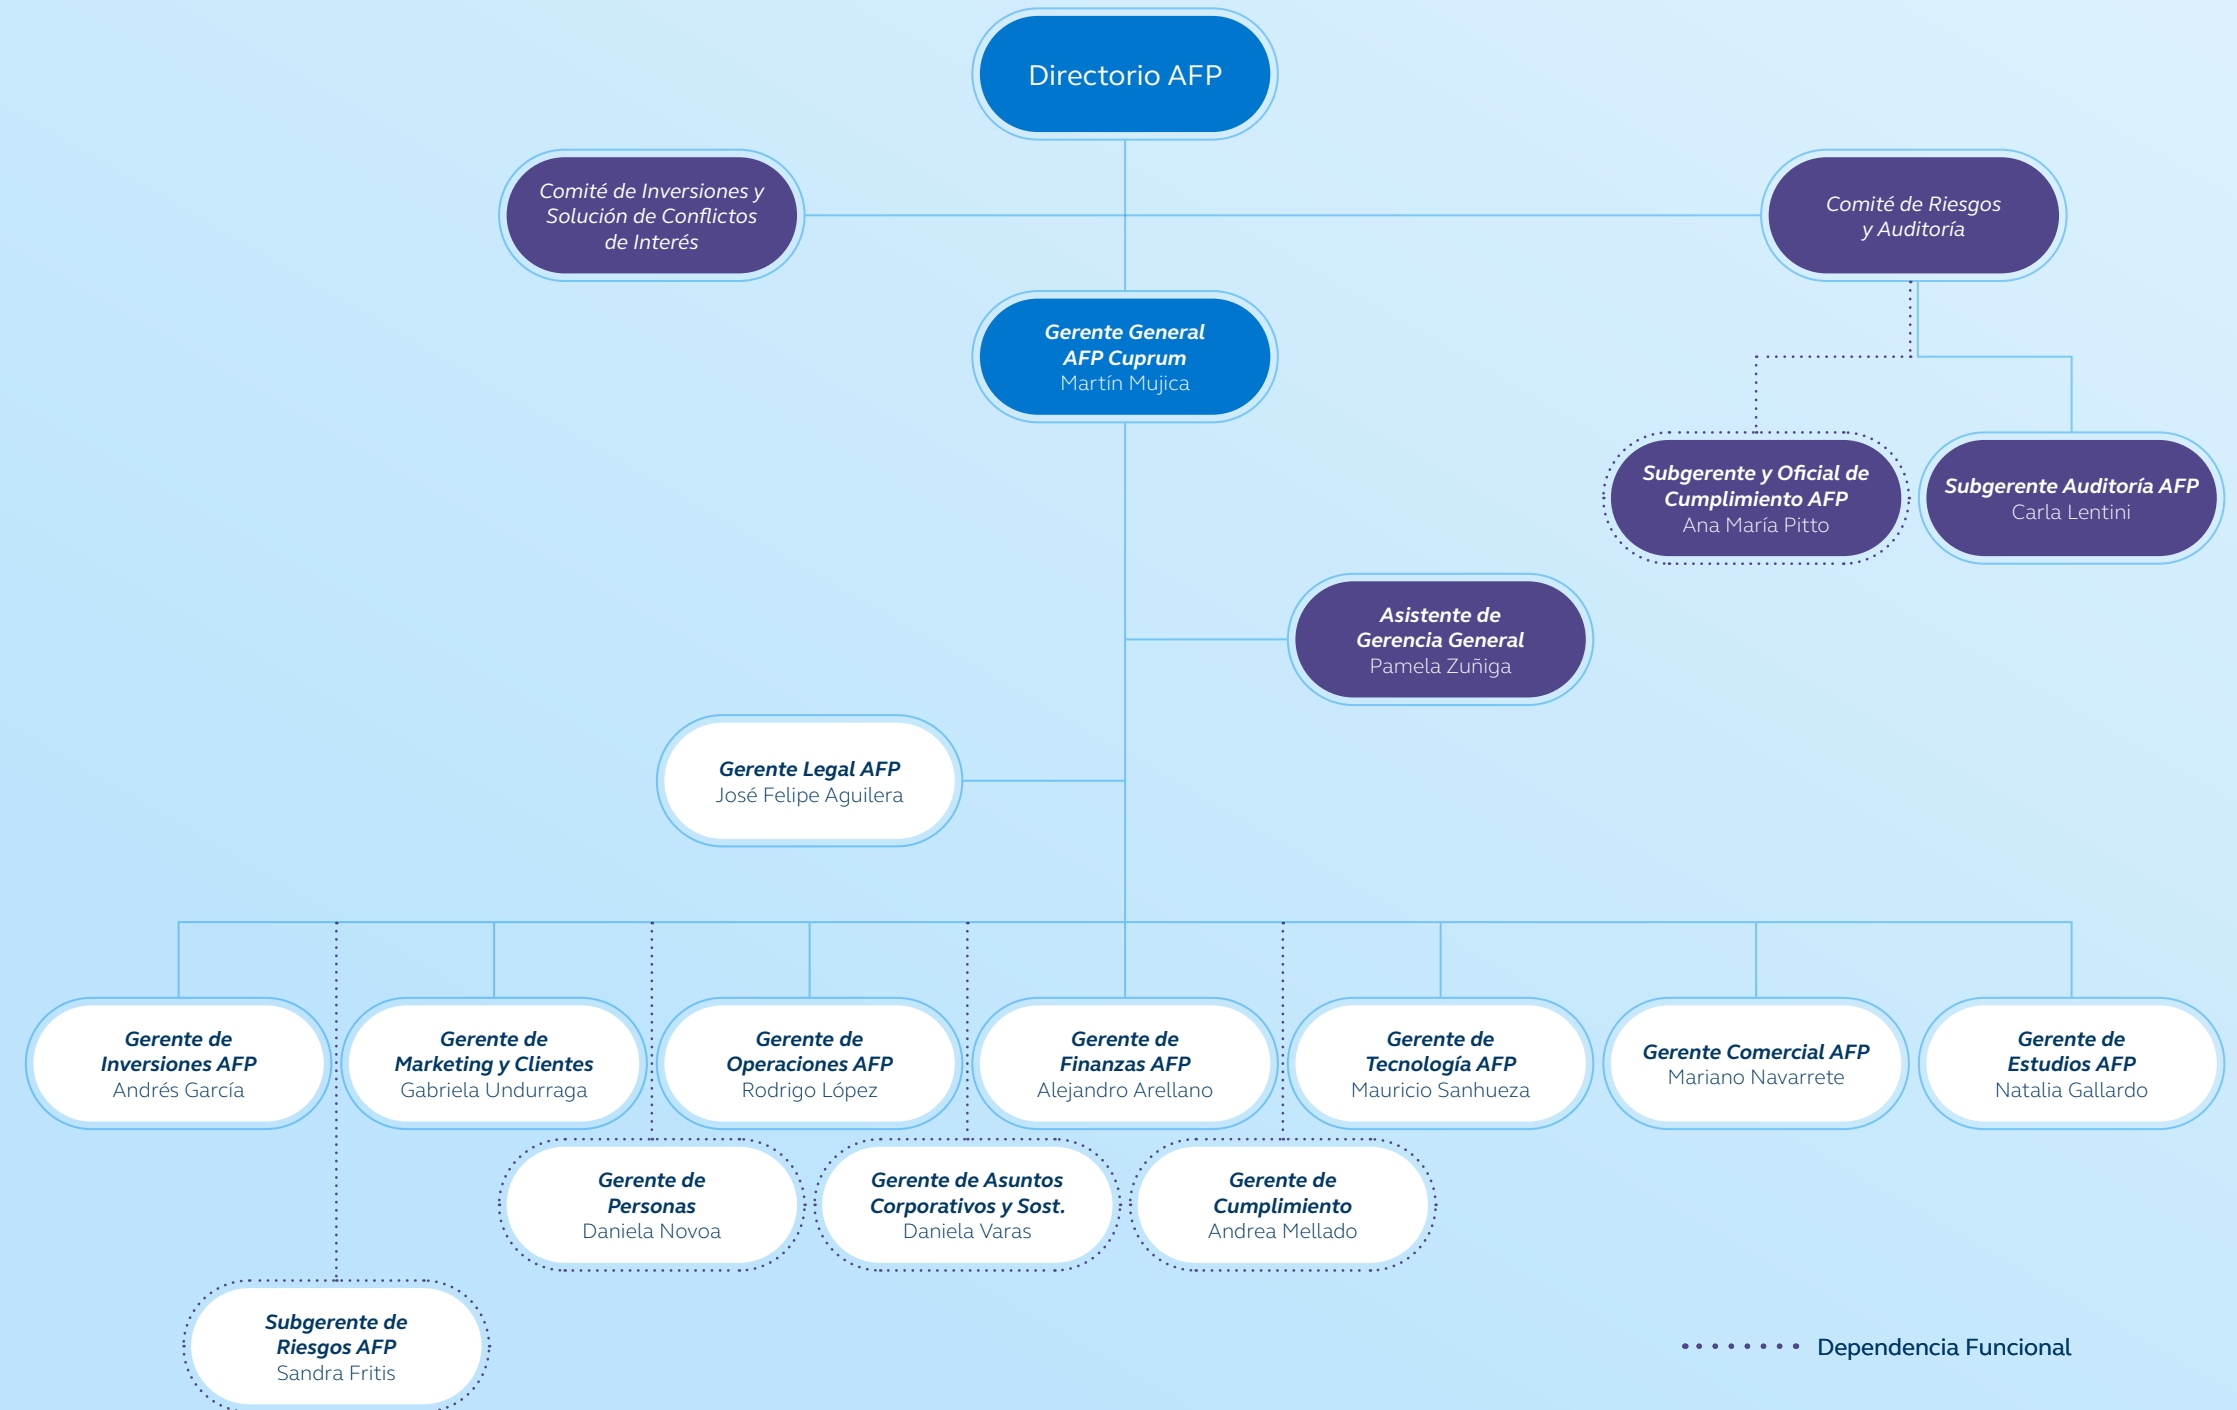 Directorio AFP
Comité de Inversiones y
Solución de Conflictos
de Interés
Comité de Riesgos
y Auditoría
Gerente General
AFP Cuprum
Martín Mujica
Subgerente y Oficial de
Cumplimiento AFP
Ana María Pitto
Subgerente Auditoría AFP
Carla Lentini
Asistente de
Gerencia General
Pamela Zuñiga
Gerente Legal AFP
José Felipe Aguilera
Gerente de
Inversiones AFP
Andrés García
Gerente de
Marketing y Clientes
Gabriela Undurraga
Gerente de
Operaciones AFP
Rodrigo López
Gerente de
Finanzas AFP
Alejandro Arellano
Gerente de
Tecnología AFP
Mauricio Sanhueza
Gerente Comercial AFP
Mariano Navarrete
Gerente de
Estudios AFP
Natalia Gallardo
Gerente de
Personas
Daniela Novoa
Gerente de Asuntos
Corporativos y Sost.
Daniela Varas
Gerente de
Cumplimiento
Andrea Mellado
Subgerente de
Riesgos AFP
Sandra Fritis
Dependencia Funcional